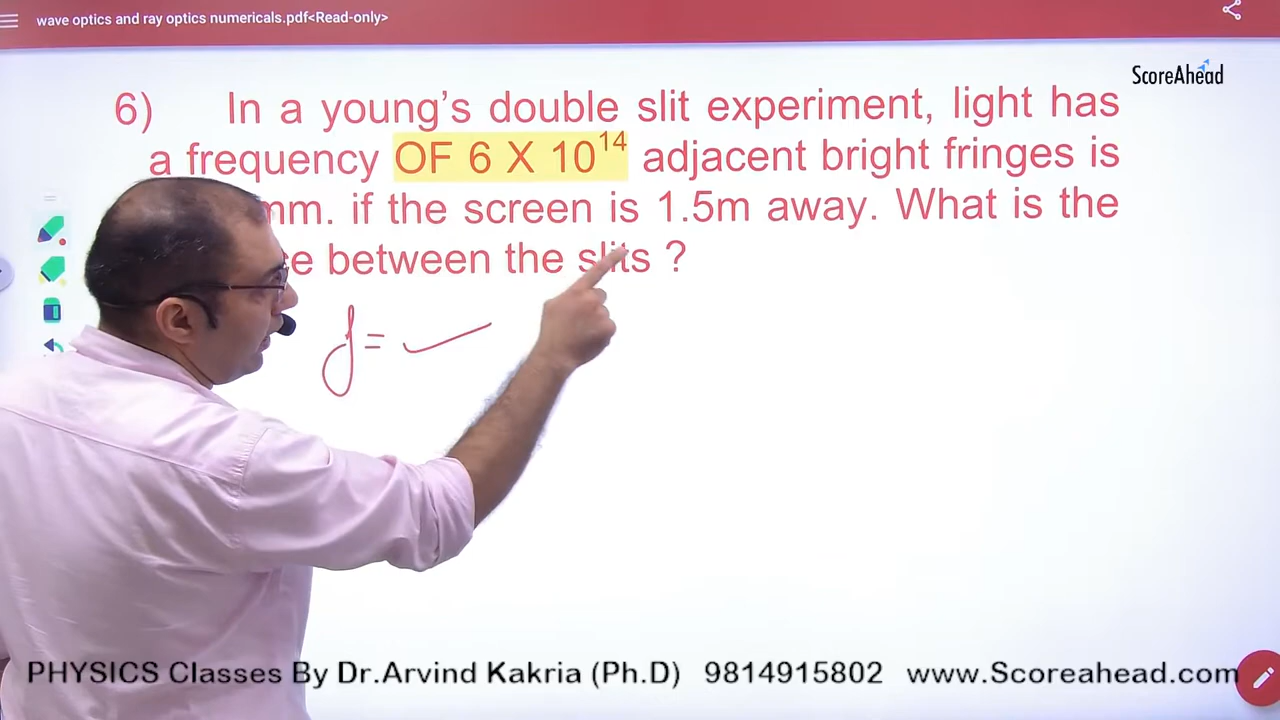 wave optics and ray optics numericals.pdf<Read-only>
ScoreAhead
6) In a young's double slit experiment, light has
a frequency OF 6 X 10¹⁴ adjacent bright fringes is
mm. if the screen is 1.5m away. What is the
between the slits ?
=
PHYSICS Classes By Dr.Arvind Kakria (Ph.D) 9814915802 www.Scoreahead.com